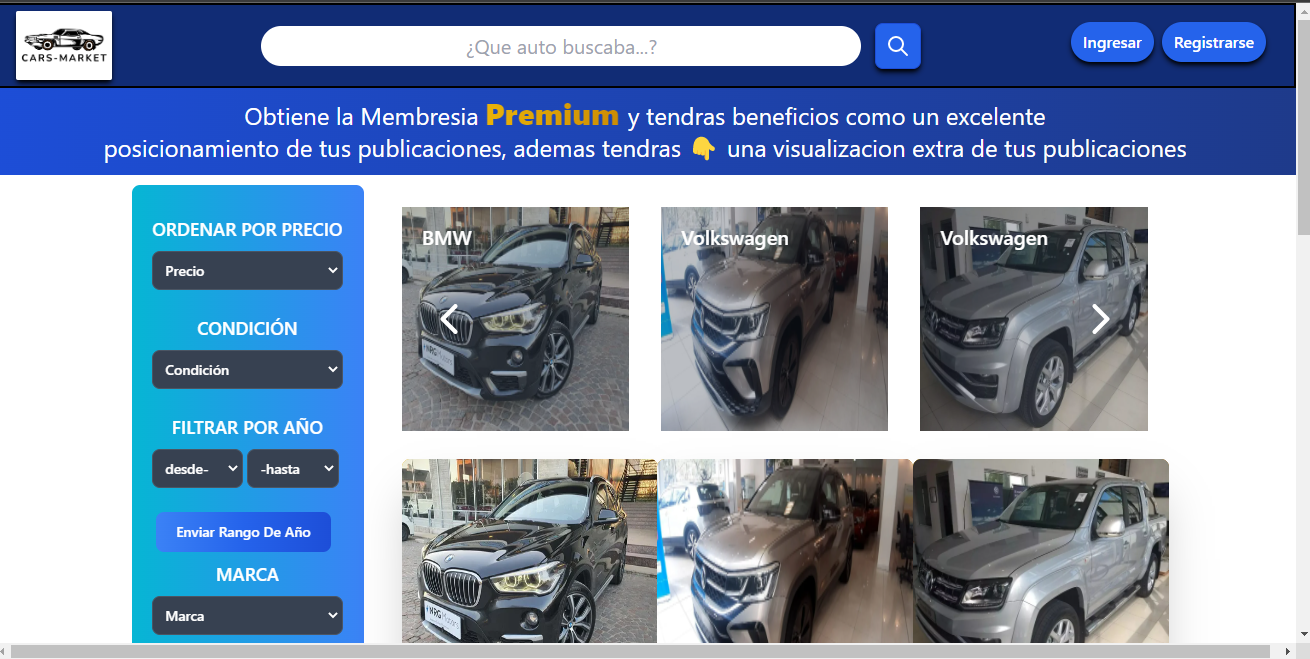 CARS-MARKET
¿Que auto buscaba...?
Ingresar
Registrarse
Obtiene la Membresia Premium y tendras beneficios como un excelente
posicionamiento de tus publicaciones, ademas tendras 👇 una visualizacion extra de tus publicaciones
ORDENAR POR PRECIO
Precio
CONDICIÓN
Condición
FILTRAR POR AÑO
desde-
-hasta
Enviar Rango De Año
MARCA
Marca
BMW
Volkswagen
Volkswagen